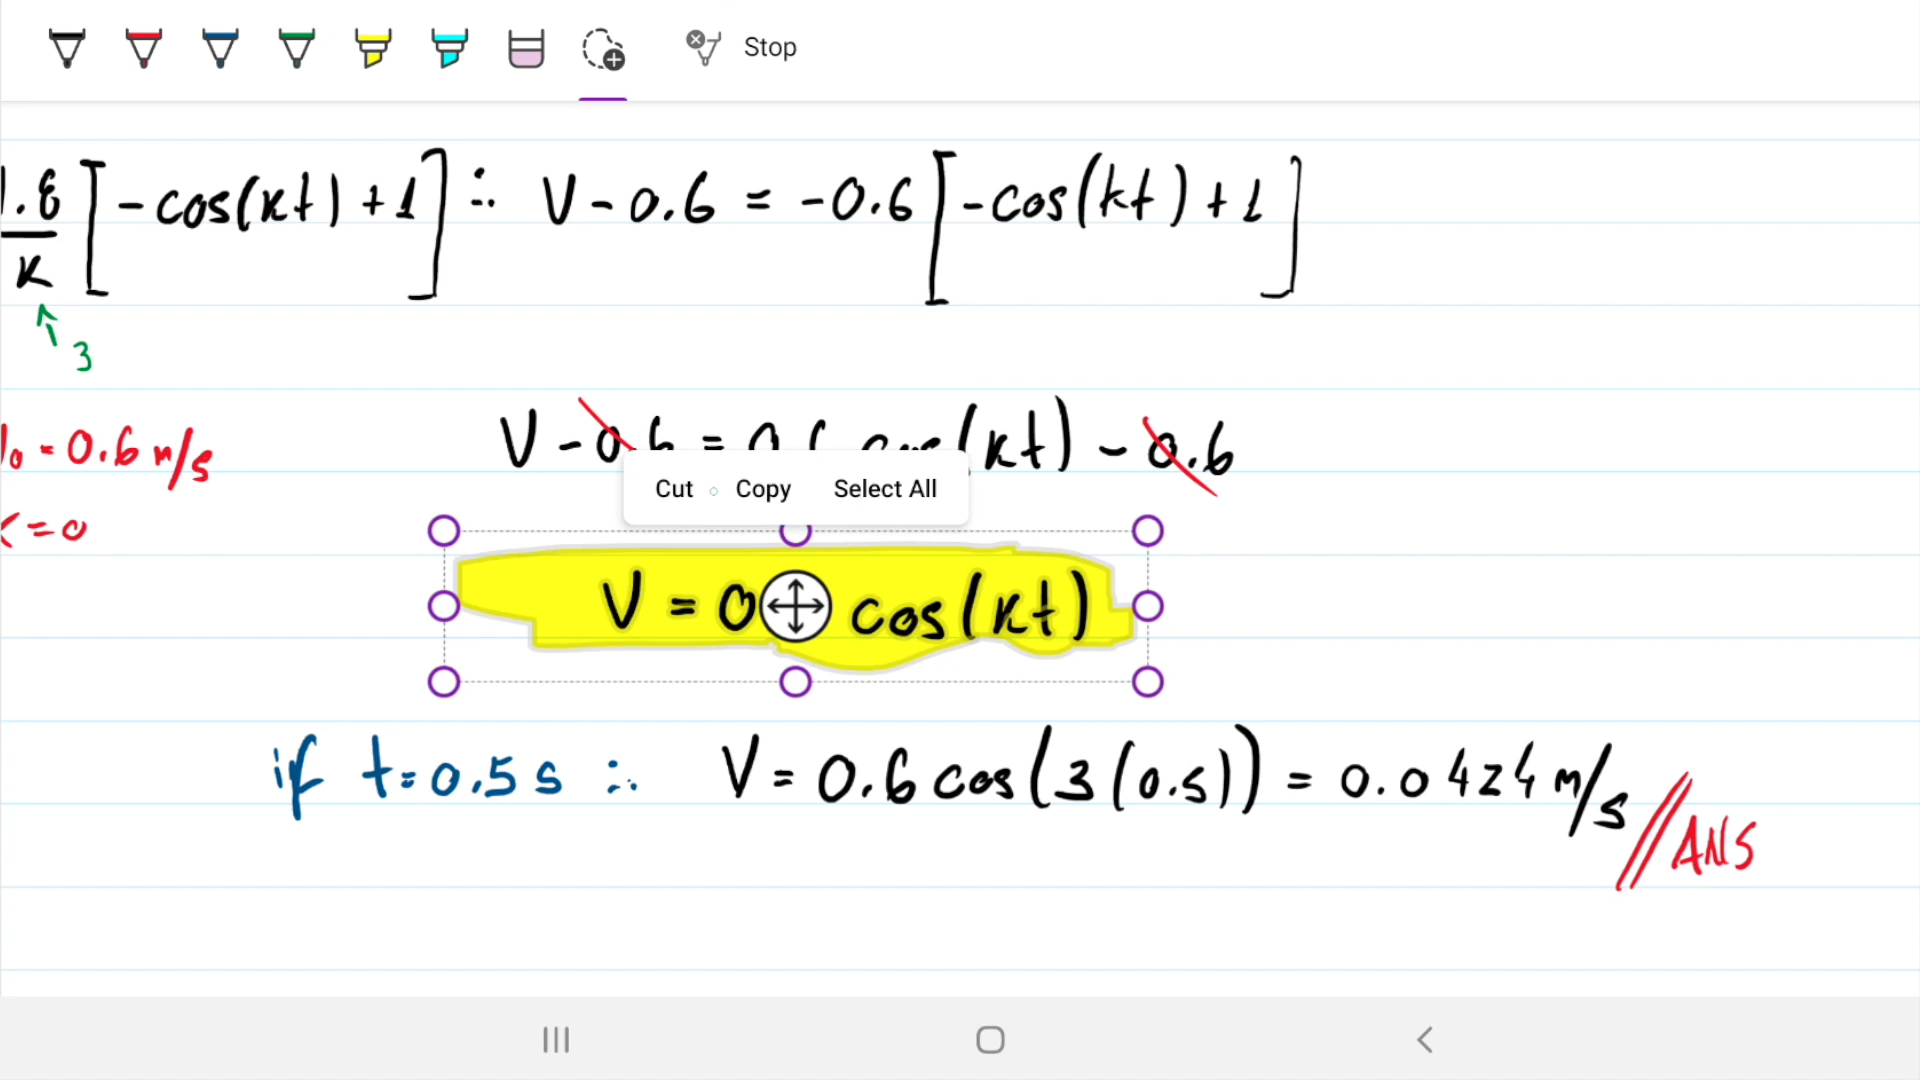 Stop
1.8/K [-cos(kt)+1] ∴ V-0.6 = -0.6[-cos(kt)+1]
3
0.6 m/s
V-0.6 = 0.6 cos(kt) - 0.6
=0
Cut Copy Select All
V = 0 cos(kt)
if t=0.5 s ∴ V= 0.6 cos(3(0.5)) = 0.0424 m/s // ANS